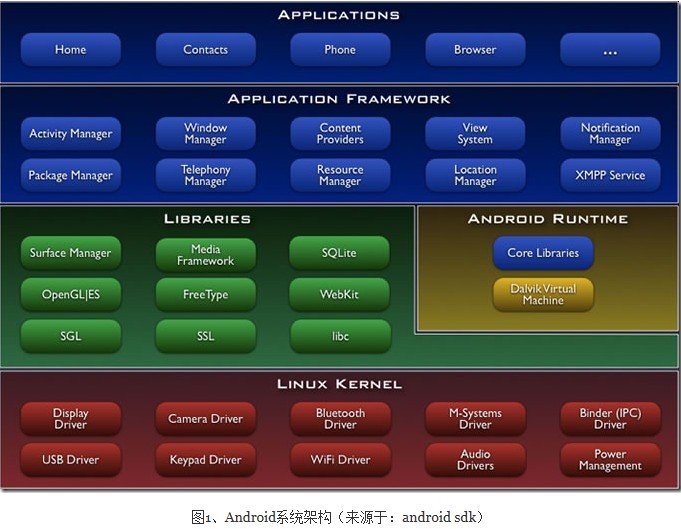 APPLICATIONS
Home
Contacts
Phone
Browser
...
APPLICATION FRAMEWORK
Activity Manager
Window
Manager
Content
Providers
View
System
Notification
Manager
Package Manager
Telephony
Manager
Resource
Manager
Location
Manager
XMPP Service
LIBRARIES
Surface Manager
Media
Framework
SQLite
OpenGL|ES
FreeType
WebKit
SGL
SSL
libc
ANDROID RUNTIME
Core Libraries
Dalvik Virtual
Machine
LINUX KERNEL
Display
Driver
Camera Driver
Bluetooth
Driver
M-Systems
Driver
Binder (IPC)
Driver
USB Driver
Keypad Driver
WiFi Driver
Audio
Drivers
Power
Management
图1、Android系统架构（来源于：android sdk）